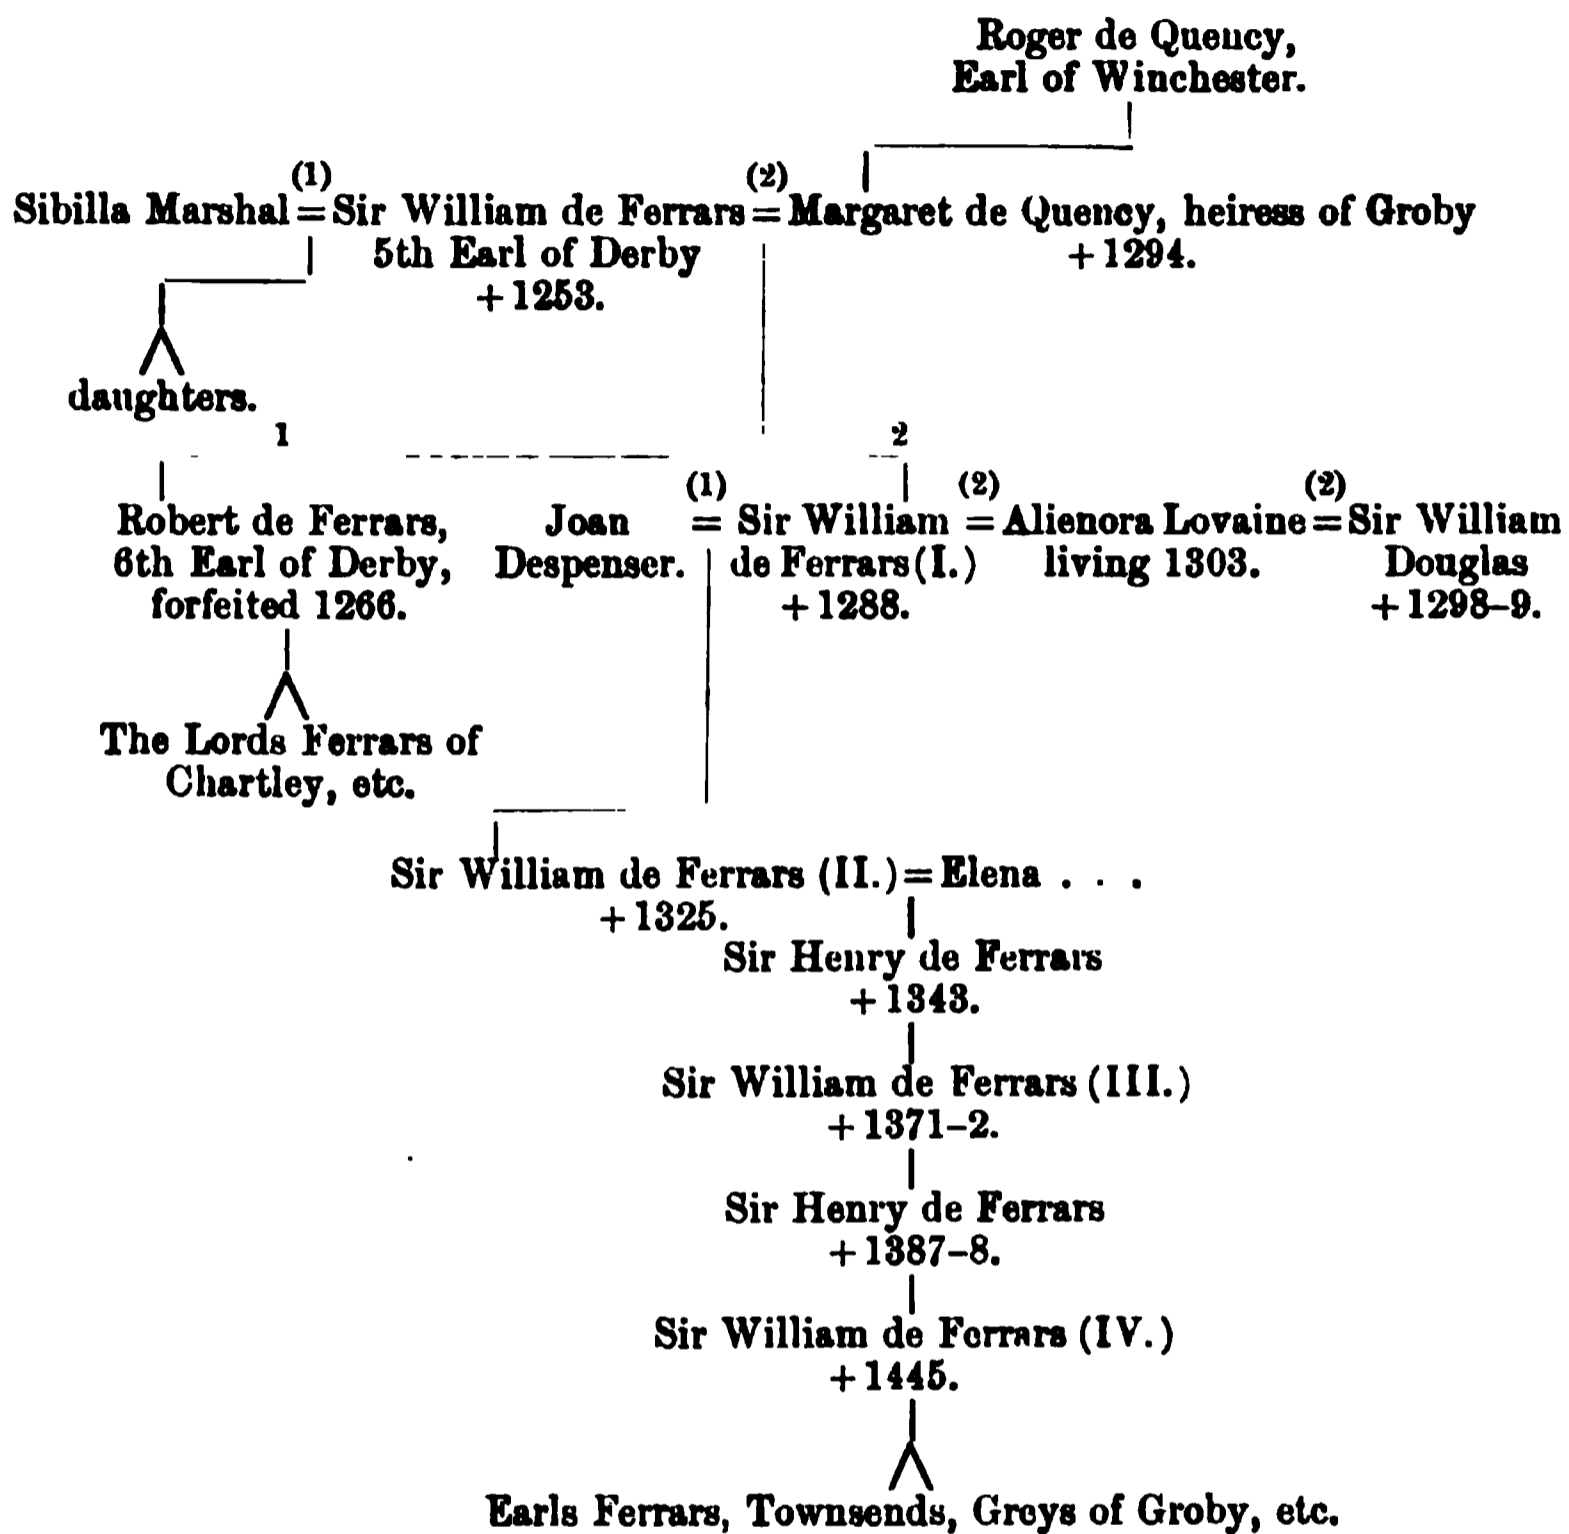 Roger de Quency,
Earl of Winchester.
(1) (2)
Sibilla Marshal = Sir William de Ferrars = Margaret de Quency, heiress of Groby
5th Earl of Derby + 1294.
+ 1253.
daughters.
1 2
(1) (2) (2)
Robert de Ferrars, Joan = Sir William = Alienora Lovaine = Sir William
6th Earl of Derby, Despenser. de Ferrars (I.) living 1303. Douglas
forfeited 1266. + 1288. + 1298–9.
The Lords Ferrars of
Chartley, etc.
Sir William de Ferrars (II.) = Elena . . .
+ 1325.
Sir Henry de Ferrars
+ 1343.
Sir William de Ferrars (III.)
+ 1371–2.
Sir Henry de Ferrars
+ 1387–8.
Sir William de Ferrars (IV.)
+ 1445.
Earls Ferrars, Townsends, Greys of Groby, etc.